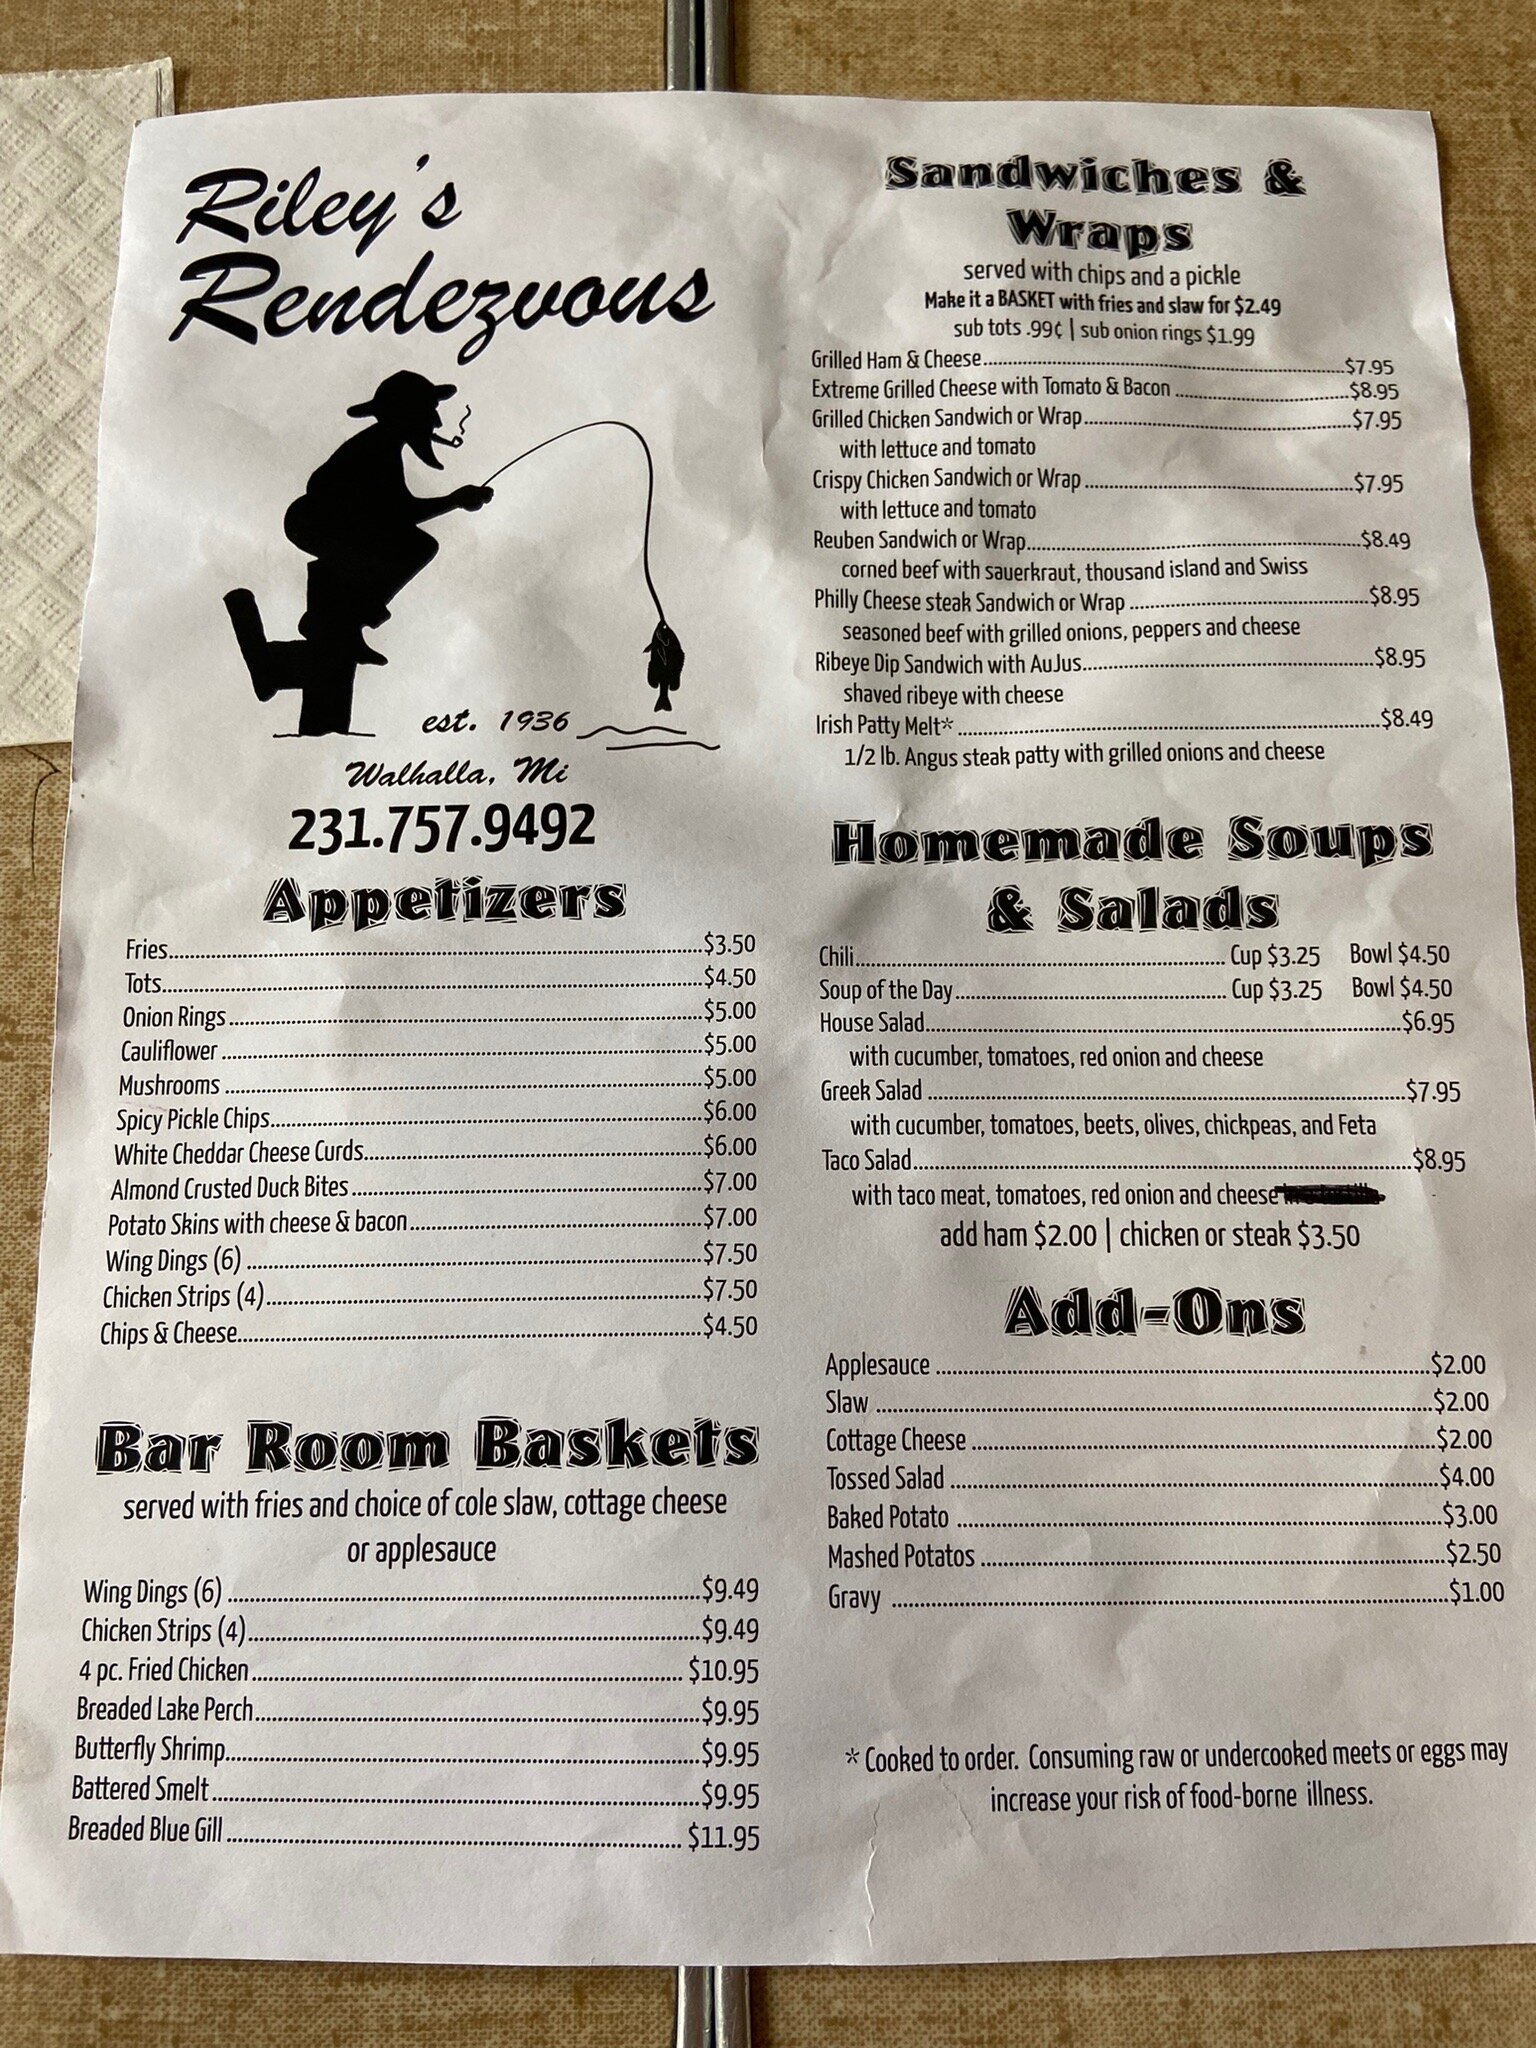 Riley's
Rendezvous
est. 1936
Walhalla, Mi
231.757.9492
Appetizers
Fries $3.50
Tots $4.50
Onion Rings $5.00
Cauliflower $5.00
Mushrooms $5.00
Spicy Pickle Chips $6.00
White Cheddar Cheese Curds $6.00
Almond Crusted Duck Bites $7.00
Potato Skins with cheese & bacon $7.00
Wing Dings (6) $7.50
Chicken Strips (4) $7.50
Chips & Cheese $4.50
Bar Room Baskets
served with fries and choice of cole slaw, cottage cheese
or applesauce
Wing Dings (6) $9.49
Chicken Strips (4) $9.49
4 pc. Fried Chicken $10.95
Breaded Lake Perch $9.95
Butterfly Shrimp $9.95
Battered Smelt $9.95
Breaded Blue Gill $11.95
Sandwiches &
Wraps
served with chips and a pickle
Make it a BASKET with fries and slaw for $2.49
sub tots .99¢ | sub onion rings $1.99
Grilled Ham & Cheese $7.95
Extreme Grilled Cheese with Tomato & Bacon $8.95
Grilled Chicken Sandwich or Wrap $7.95
with lettuce and tomato
Crispy Chicken Sandwich or Wrap $7.95
with lettuce and tomato
Reuben Sandwich or Wrap $8.49
corned beef with sauerkraut, thousand island and Swiss
Philly Cheese steak Sandwich or Wrap $8.95
seasoned beef with grilled onions, peppers and cheese
Ribeye Dip Sandwich with AuJus $8.95
shaved ribeye with cheese
Irish Patty Melt* $8.49
1/2 lb. Angus steak patty with grilled onions and cheese
Homemade Soups
& Salads
Chili Cup $3.25 Bowl $4.50
Soup of the Day Cup $3.25 Bowl $4.50
House Salad $6.95
with cucumber, tomatoes, red onion and cheese
Greek Salad $7.95
with cucumber, tomatoes, beets, olives, chickpeas, and Feta
Taco Salad $8.95
with taco meat, tomatoes, red onion and cheese
add ham $2.00 | chicken or steak $3.50
Add-Ons
Applesauce $2.00
Slaw $2.00
Cottage Cheese $2.00
Tossed Salad $4.00
Baked Potato $3.00
Mashed Potatos $2.50
Gravy $1.00
* Cooked to order. Consuming raw or undercooked meets or eggs may
increase your risk of food-borne illness.